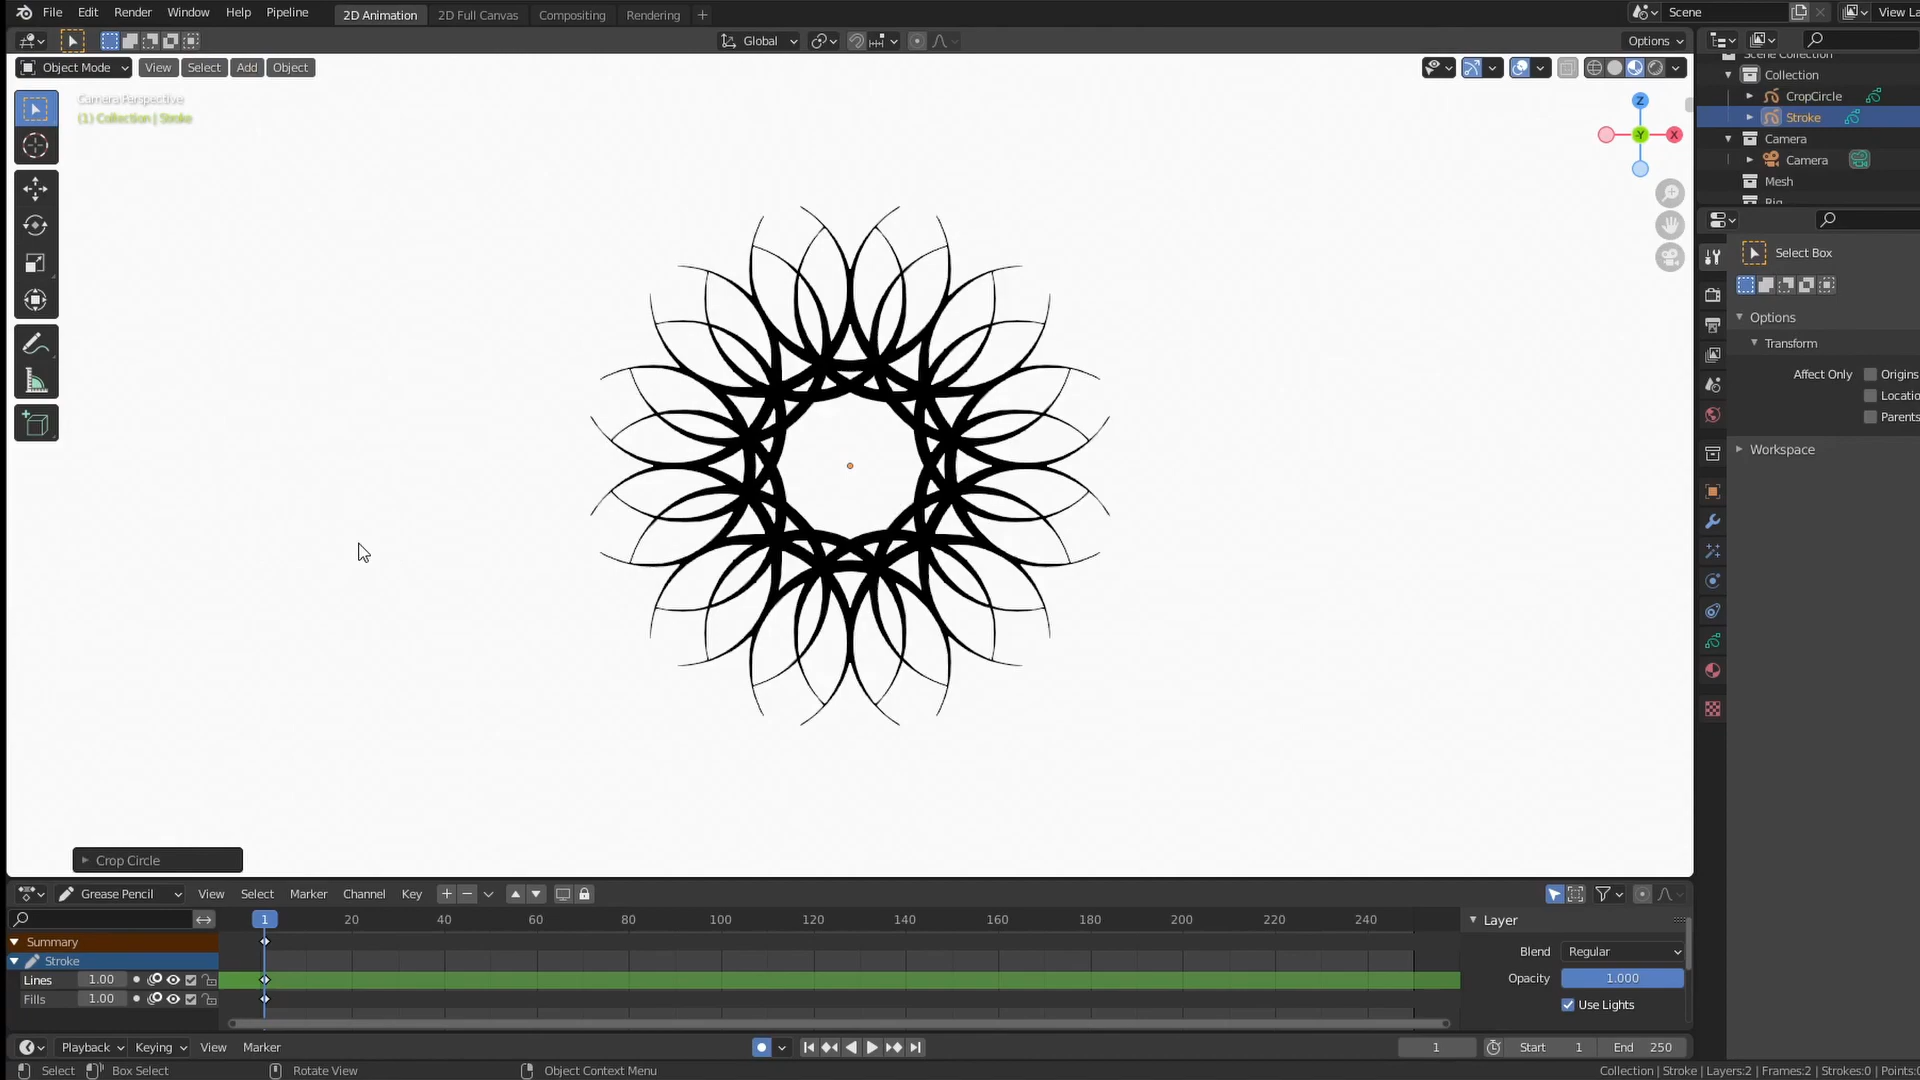 File Edit Render Window Help Pipeline 2D Animation 2D Full Canvas Compositing Rendering + Scene
Global Options
Object Mode View Select Add Object
Camera Perspective
(1) Collection | Stroke
Z
-Y
X
Collection
CropCircle
Stroke
Camera
Camera
Mesh
Select Box
Options
Transform
Affect Only Origins
Parents
Workspace
Crop Circle
Grease Pencil View Select Marker Channel Key
1 20 40 60 80 100 120 140 160 180 200 220 240
Summary
Stroke
Lines 1.00
Fills 1.00
Layer
Blend Regular
Opacity 1.000
Use Lights
Playback Keying View Marker 1 Start 1 End 250
Select Box Select Rotate View Object Context Menu Collection | Stroke | Layers:2 | Frames:2 | Strokes:0 |